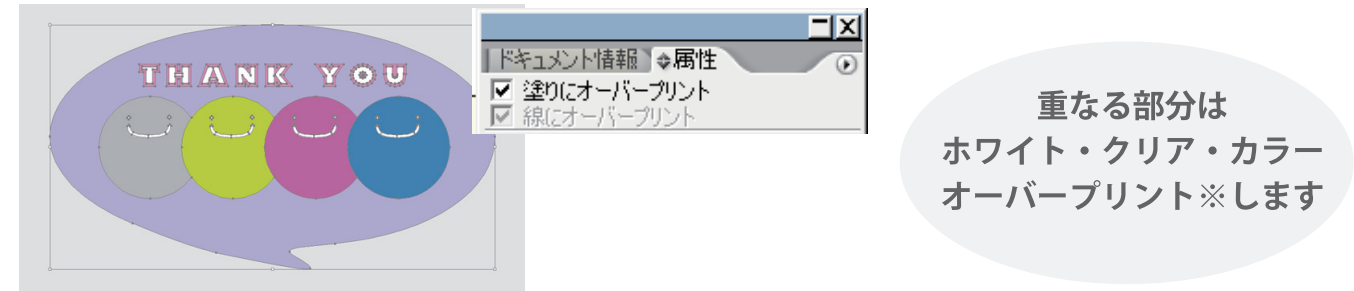 THANK YOU
ドキュメント情報 属性
塗りにオーバープリント
線にオーバープリント
重なる部分は
ホワイト・クリア・カラー
オーバープリント※します